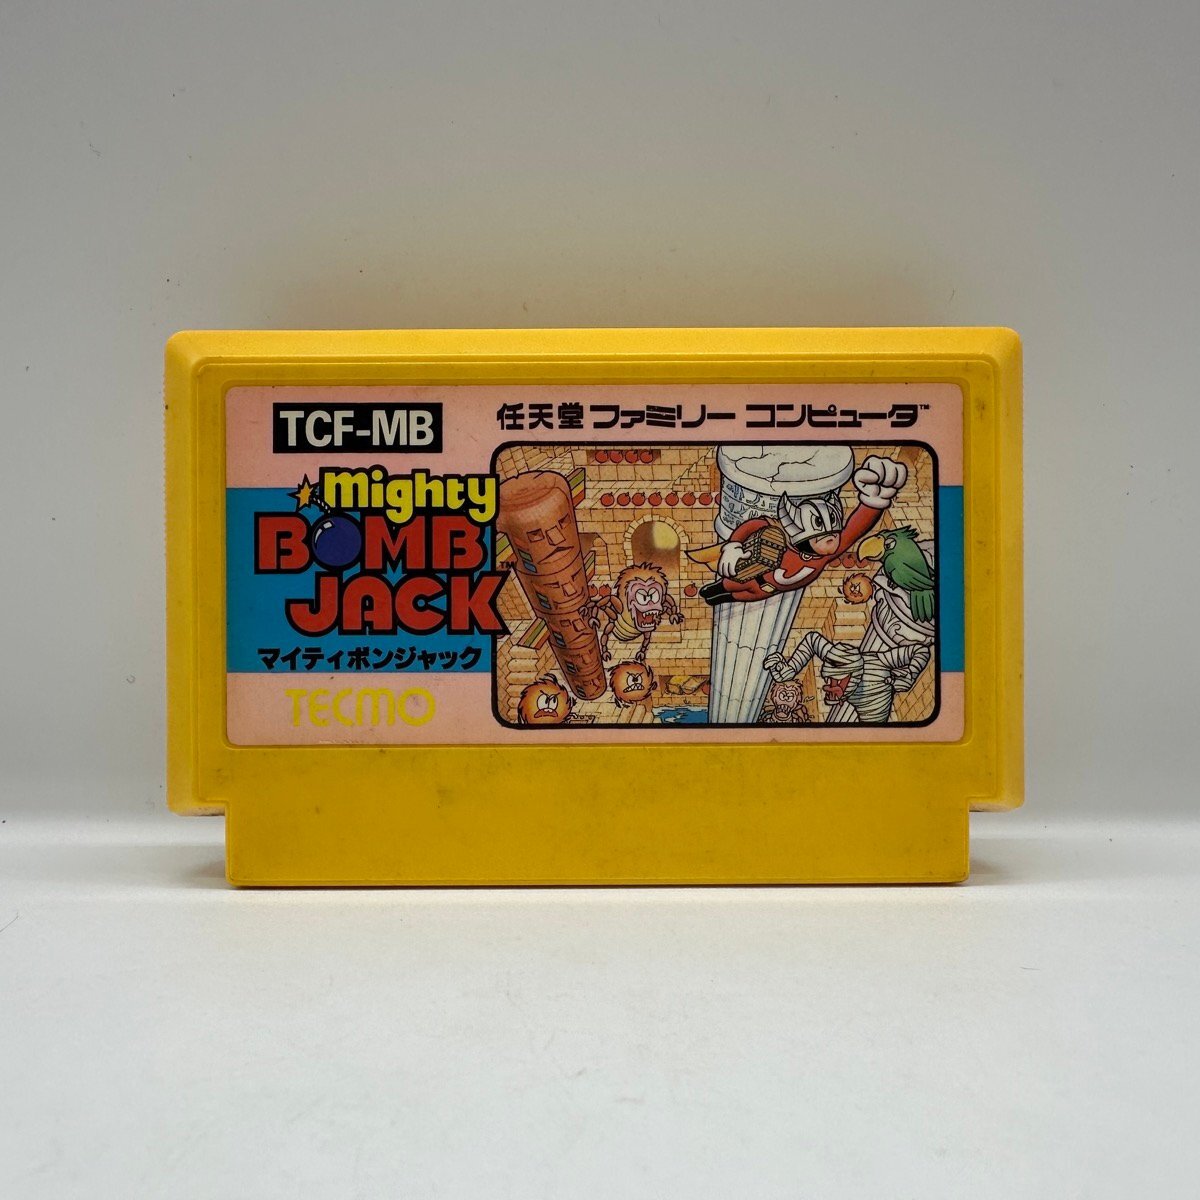 TCF-MB
任天堂 ファミリー コンピュータ™
mighty
BOMB
JACK™
マイティボンジャック
TECMO